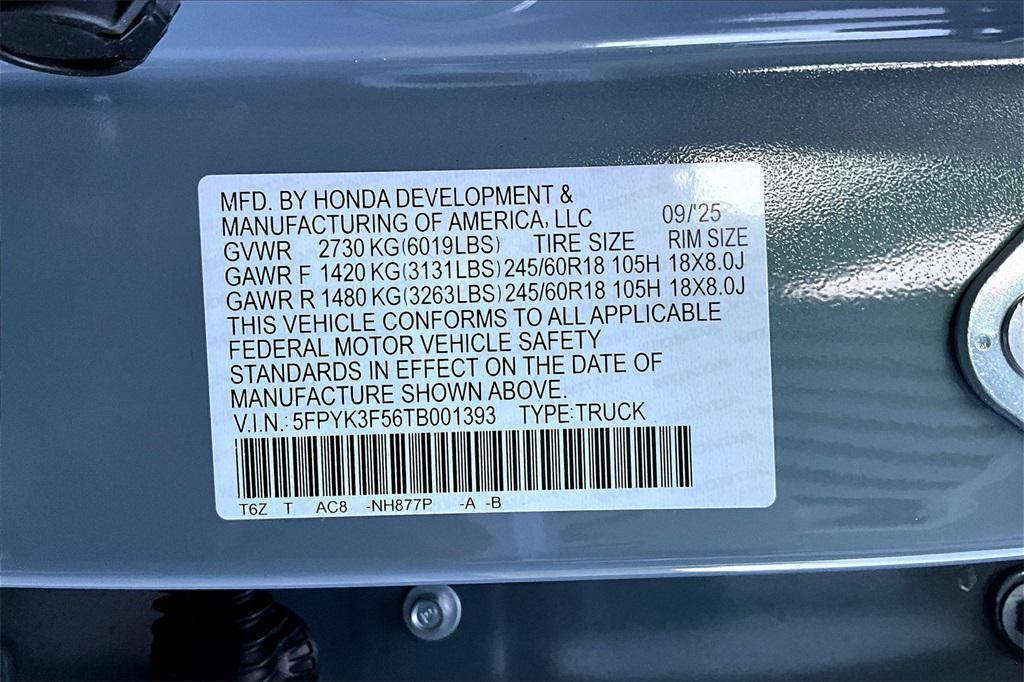 MFD. BY HONDA DEVELOPMENT &
MANUFACTURING OF AMERICA, LLC 09/'25
GVWR 2730 KG(6019LBS) TIRE SIZE RIM SIZE
GAWR F 1420 KG(3131LBS) 245/60R18 105H 18X8.0J
GAWR R 1480 KG(3263LBS) 245/60R18 105H 18X8.0J
THIS VEHICLE CONFORMS TO ALL APPLICABLE
FEDERAL MOTOR VEHICLE SAFETY
STANDARDS IN EFFECT ON THE DATE OF
MANUFACTURE SHOWN ABOVE.
V.I.N.: 5FPYK3F56TB001393 TYPE:TRUCK
T6Z T AC8 -NH877P -A -B